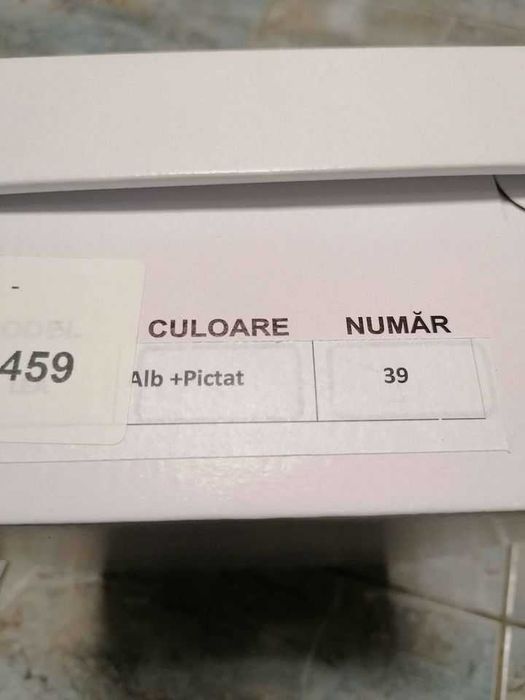 -
CULOARE NUMĂR
459 Alb +Pictat 39